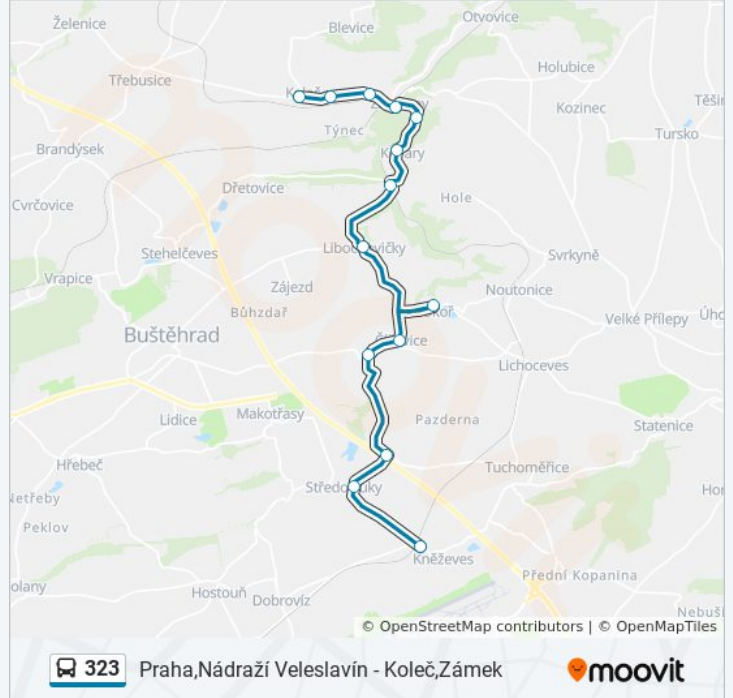 Želenice
Otvovice
Blevice
Holubice
Třebusice
Kozinec
Týnec
Tursko
Brandýsek
Dřetovice
Cvrčovice
Hole
Stehelčeves
Svrkyně
Vrapice
Zájezd
Noutonice
Bůhzdař
Velké Přílepy
Buštěhrad
Lichoceves
Makotřasy
Lidice
Pazderna
Statenice
Hřebeč
Tuchoměřice
Peklov
Kněževes
Přední Kopanina
Hostouň
Dobrovíz
© OpenStreetMap contributors | © OpenMapTiles
323 Praha,Nádraží Veleslavín - Koleč,Zámek
moovit